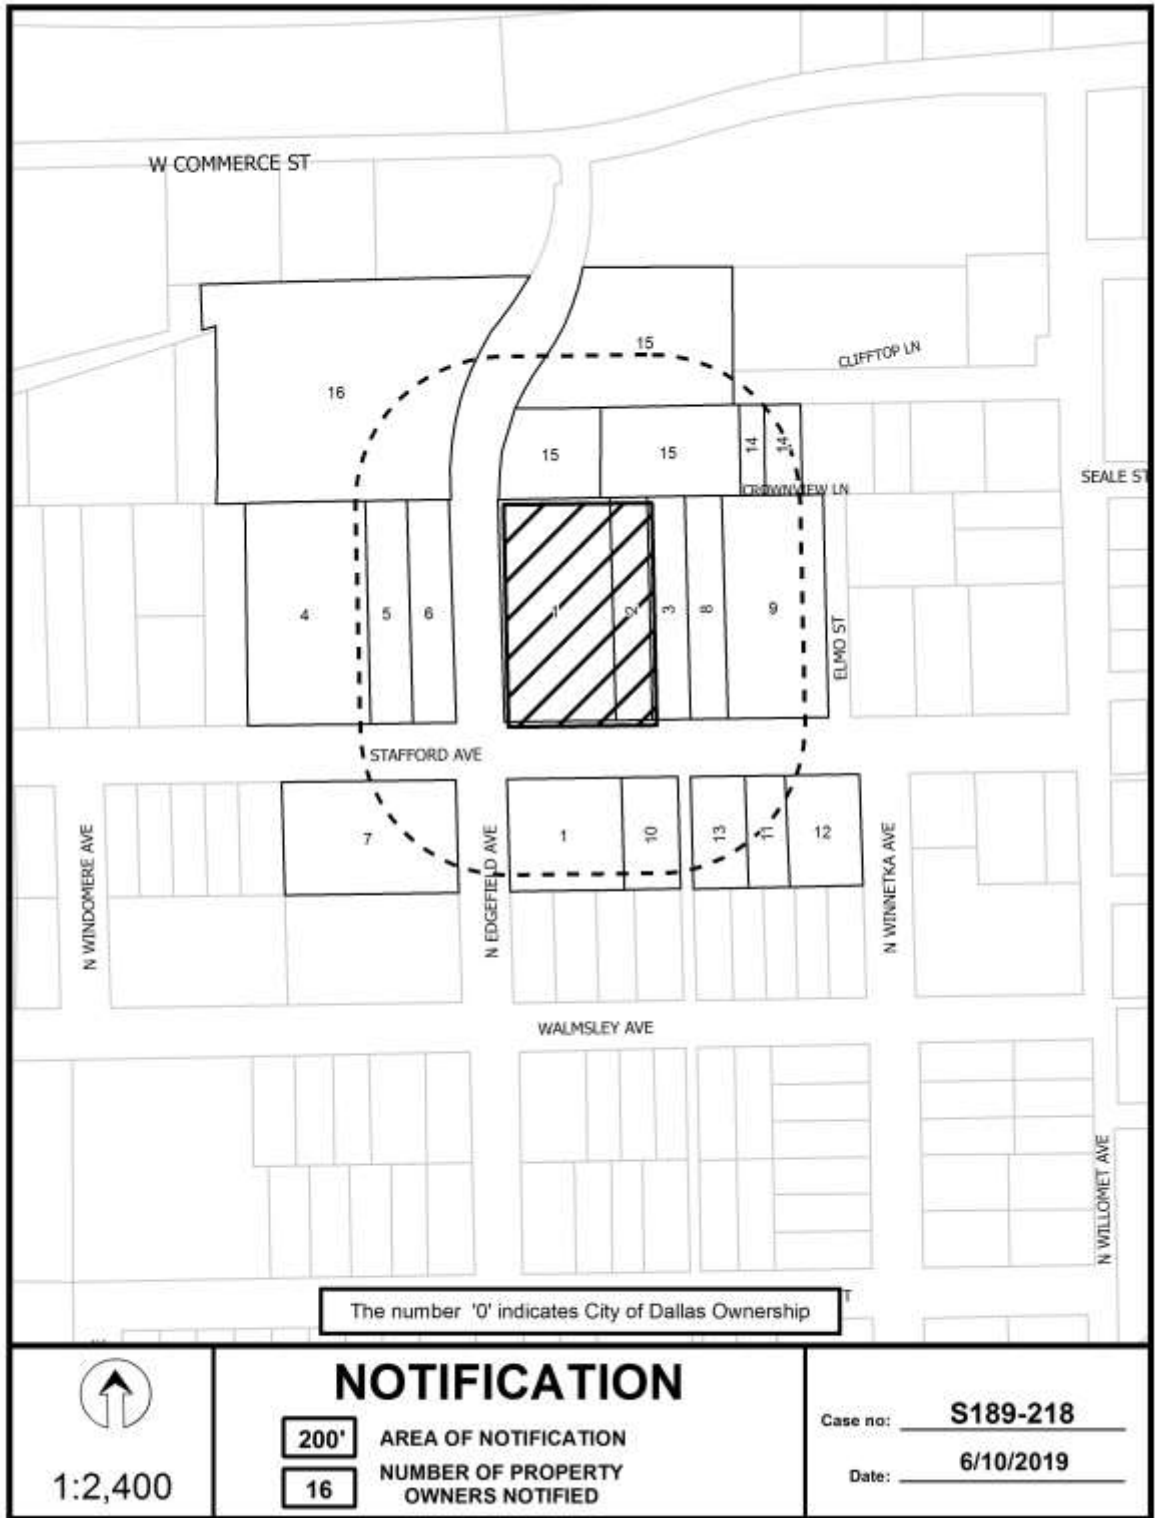 W COMMERCE ST
15
CLIFFTOP LN
16
15
15
14
14
SEALE ST
CROWNVIEW LN
4
5
6
1
2
3
8
9
ELMO ST
STAFFORD AVE
7
1
10
13
11
12
N WINDOMERE AVE
N EDGEFIELD AVE
N WINNETKA AVE
WALMSLEY AVE
N WILLOMET AVE
The number '0' indicates City of Dallas Ownership
NOTIFICATION
200' AREA OF NOTIFICATION
16 NUMBER OF PROPERTY
OWNERS NOTIFIED
1:2,400
Case no: S189-218
Date: 6/10/2019